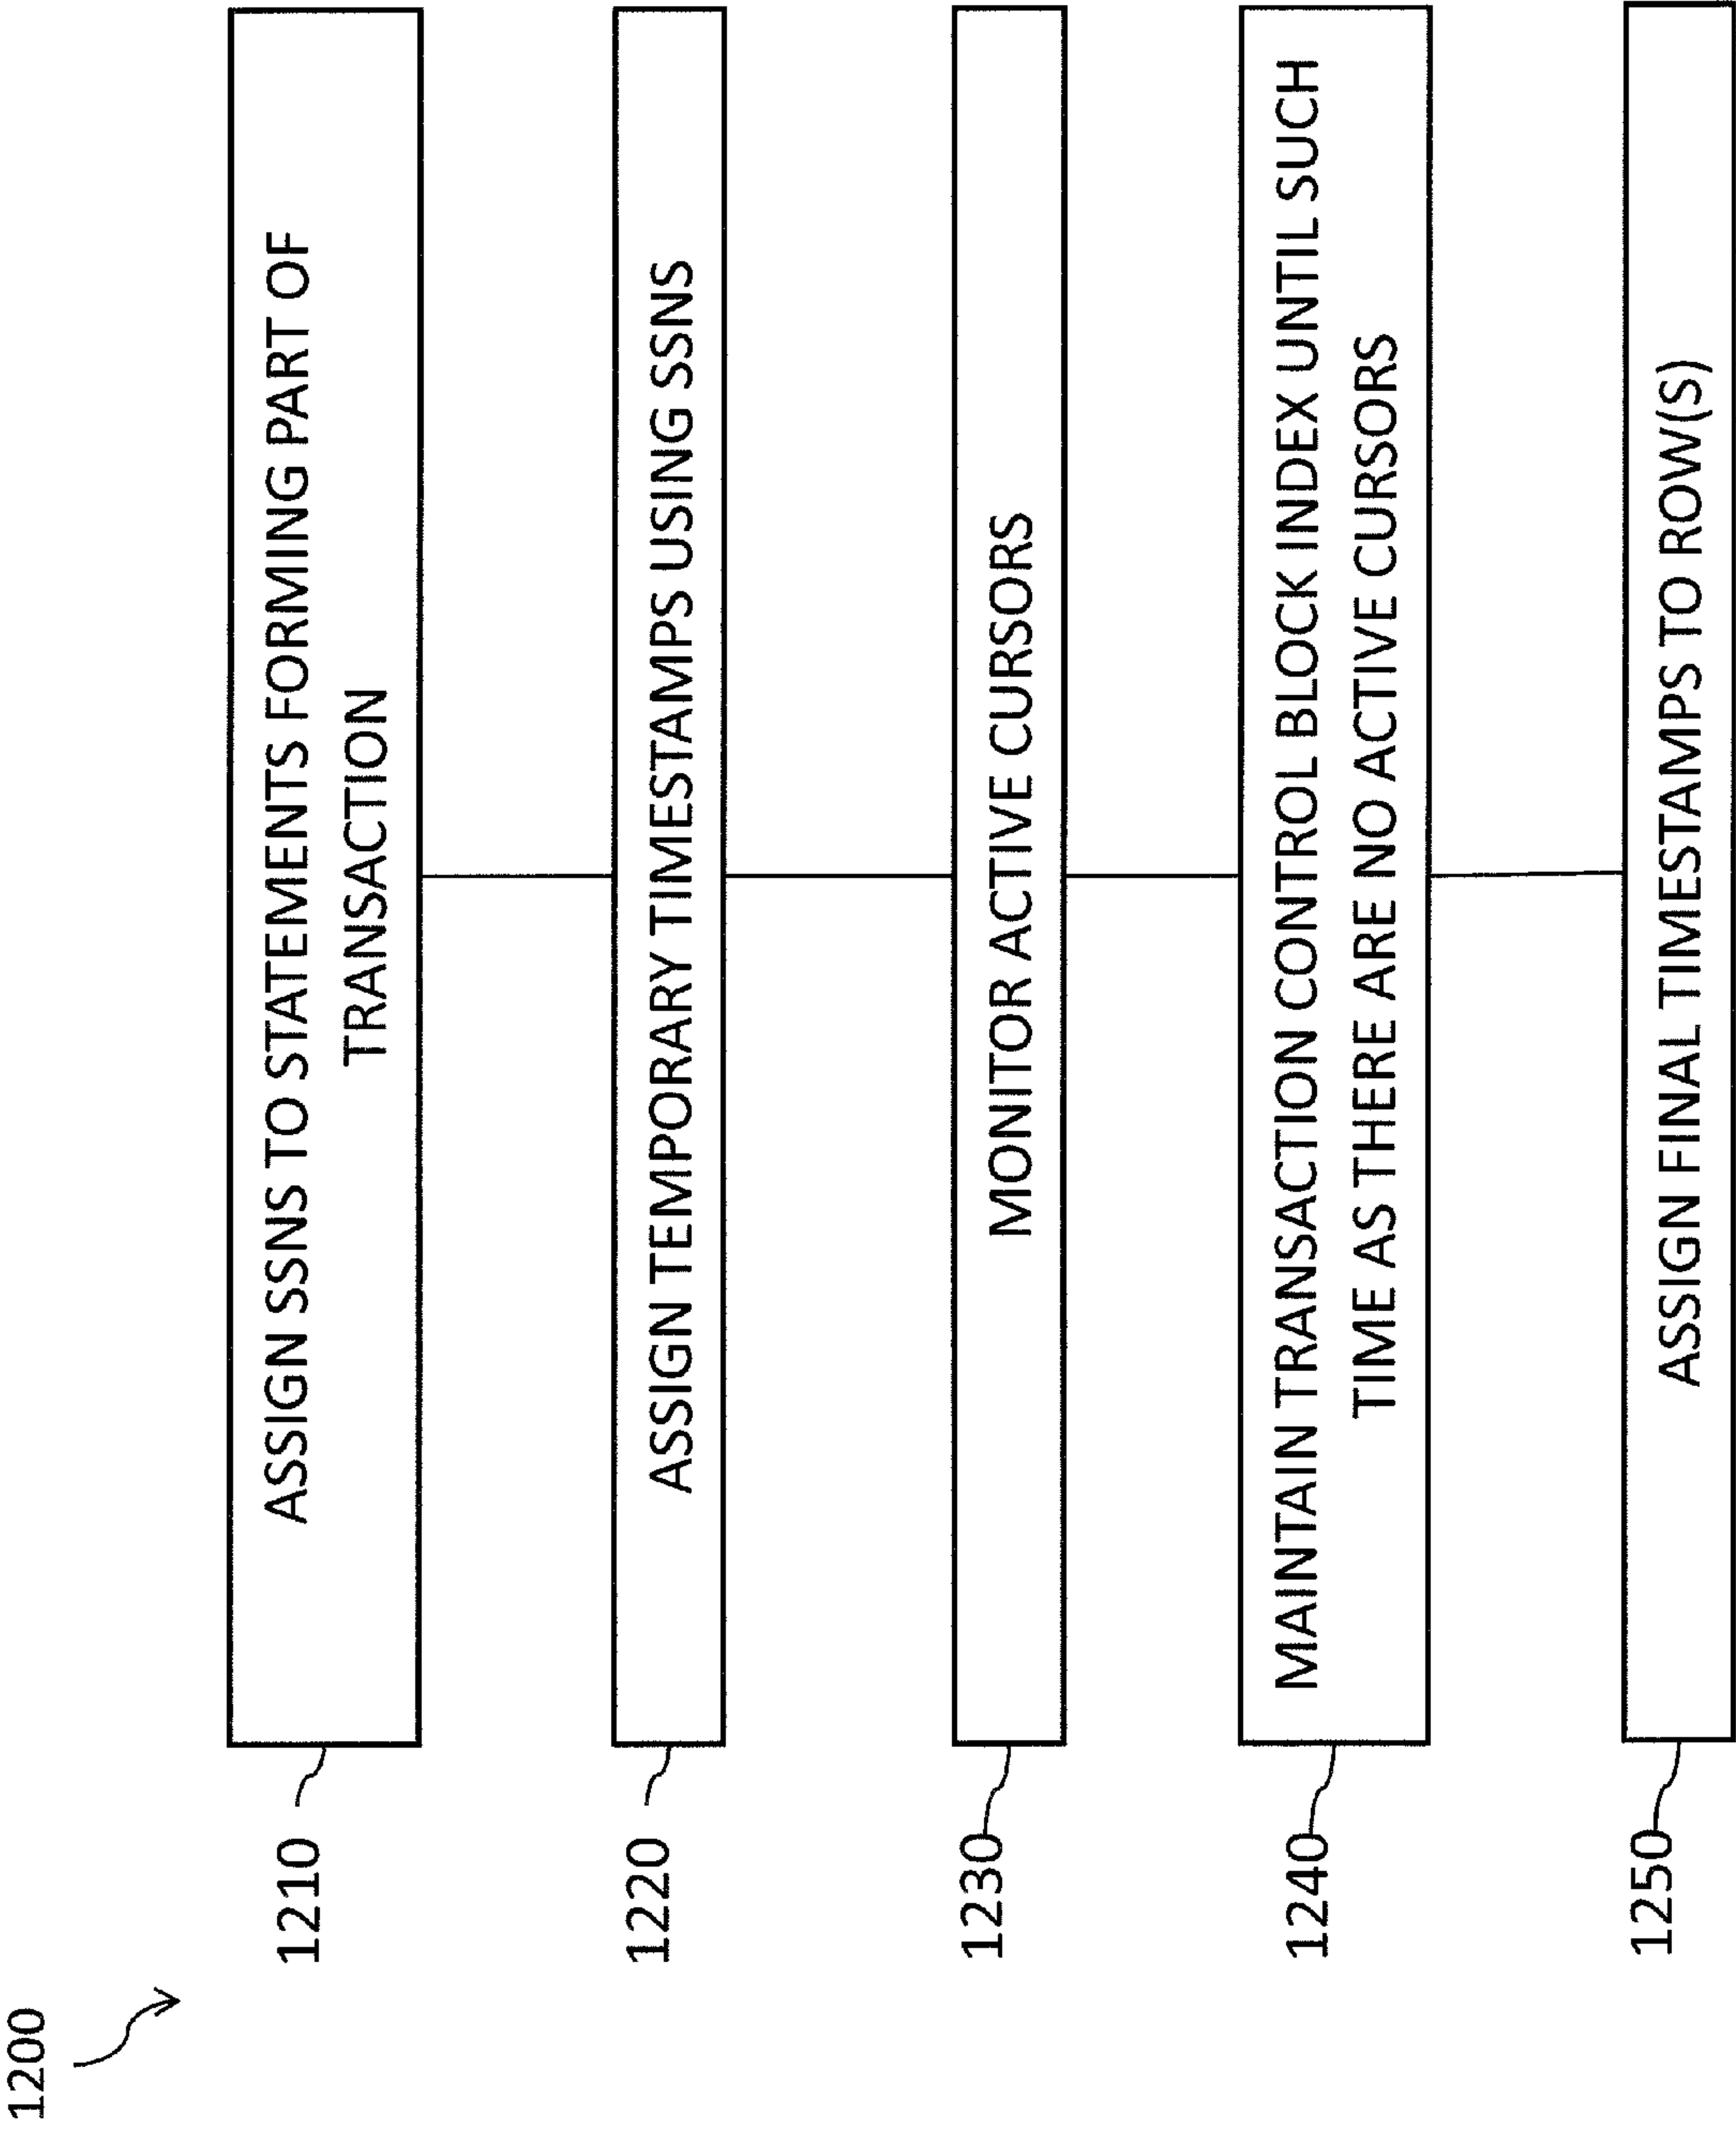 1200
1210
ASSIGN SSNS TO STATEMENTS FORMING PART OF
TRANSACTION
1220
ASSIGN TEMPORARY TIMESTAMPS USING SSNS
1230
MONITOR ACTIVE CURSORS
1240
MAINTAIN TRANSACTION CONTROL BLOCK INDEX UNTIL SUCH
TIME AS THERE ARE NO ACTIVE CURSORS
1250
ASSIGN FINAL TIMESTAMPS TO ROW(S)